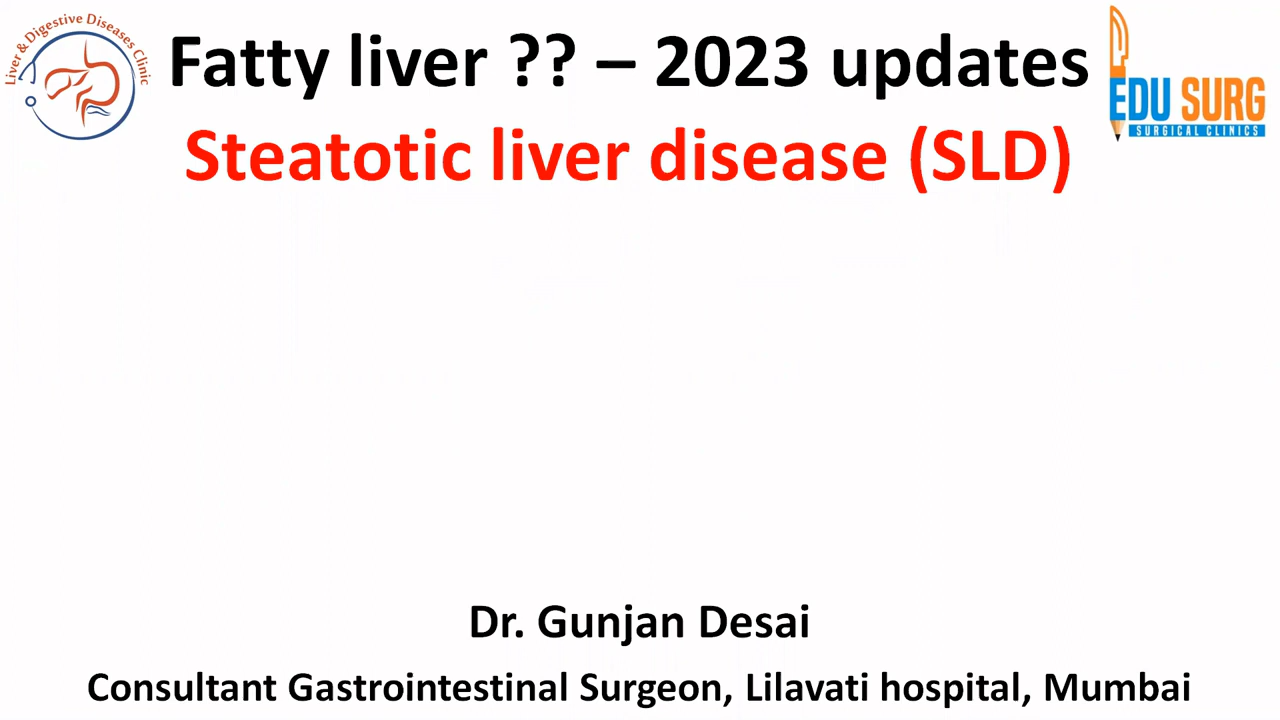 Liver & Digestive Diseases Clinic
Fatty liver ?? – 2023 updates
EDU SURG
SURGICAL CLINICS
Steatotic liver disease (SLD)
Dr. Gunjan Desai
Consultant Gastrointestinal Surgeon, Lilavati hospital, Mumbai